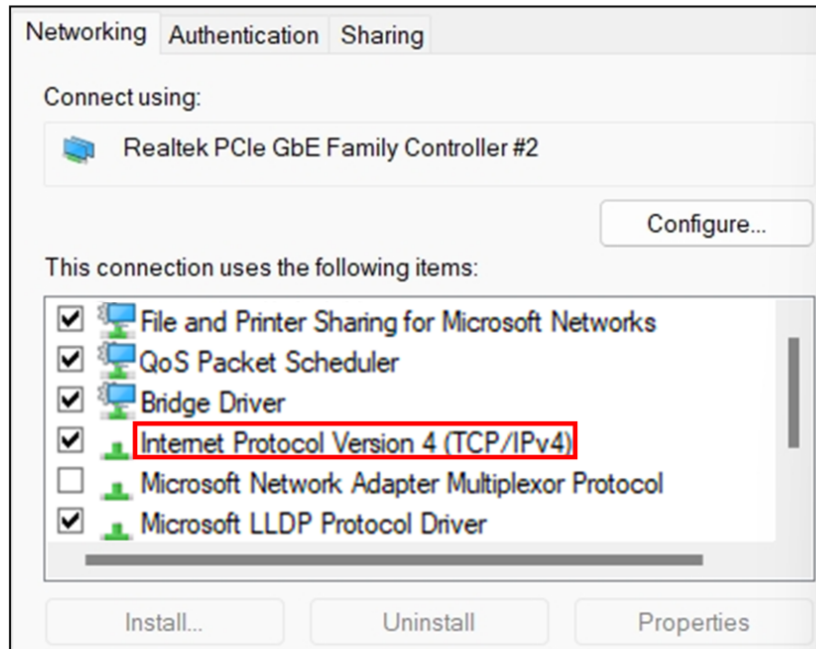 Networking Authentication Sharing
Connect using:
Realtek PCIe GbE Family Controller #2
Configure...
This connection uses the following items:
File and Printer Sharing for Microsoft Networks
QoS Packet Scheduler
Bridge Driver
Internet Protocol Version 4 (TCP/IPv4)
Microsoft Network Adapter Multiplexor Protocol
Microsoft LLDP Protocol Driver
Install... Uninstall Properties